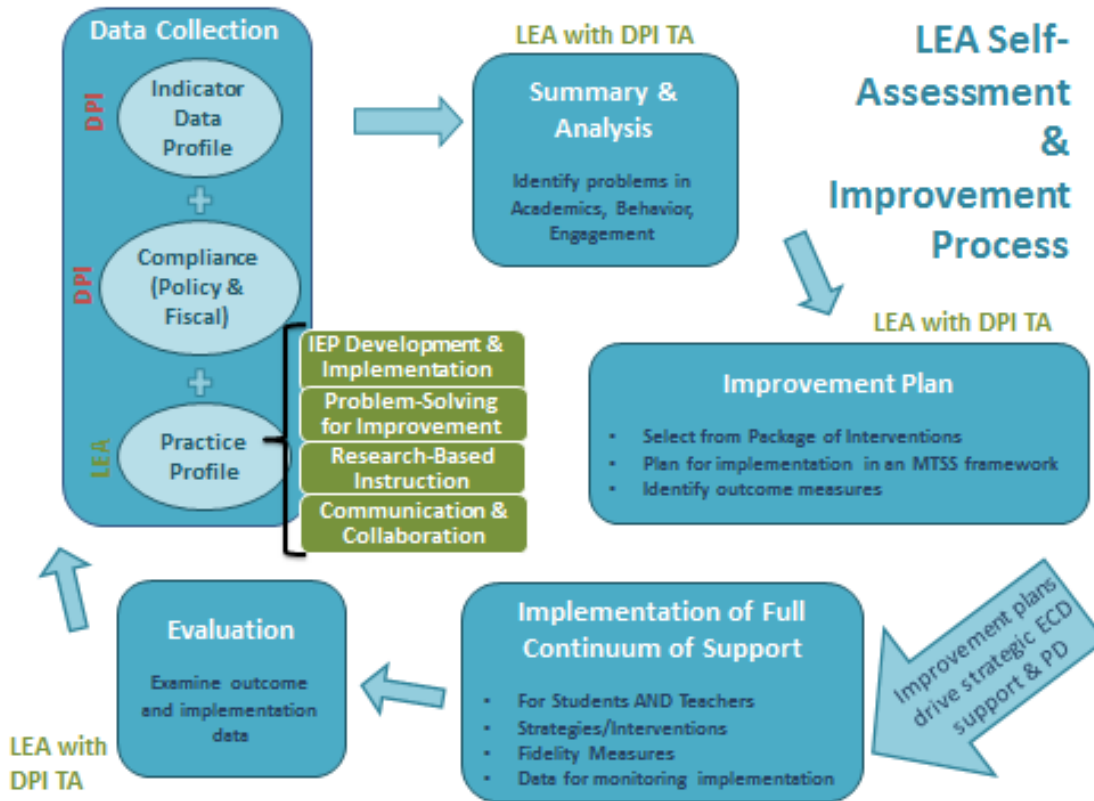 Data Collection
DPI
Indicator
Data
Profile
+
DPI
Compliance
(Policy &
Fiscal)
+
LEA
Practice
Profile
IEP Development &
Implementation
Problem-Solving
for Improvement
Research-Based
Instruction
Communication &
Collaboration
LEA with DPI TA
Summary &
Analysis
Identify problems in
Academics, Behavior,
Engagement
LEA Self-
Assessment
&
Improvement
Process
LEA with DPI TA
Improvement Plan
• Select from Package of Interventions
• Plan for implementation in an MTSS framework
• Identify outcome measures
Improvement plans
drive strategic ECD
support & PD
Implementation of Full
Continuum of Support
• For Students AND Teachers
• Strategies/Interventions
• Fidelity Measures
• Data for monitoring implementation
Evaluation
Examine outcome
and implementation
data
LEA with
DPI TA